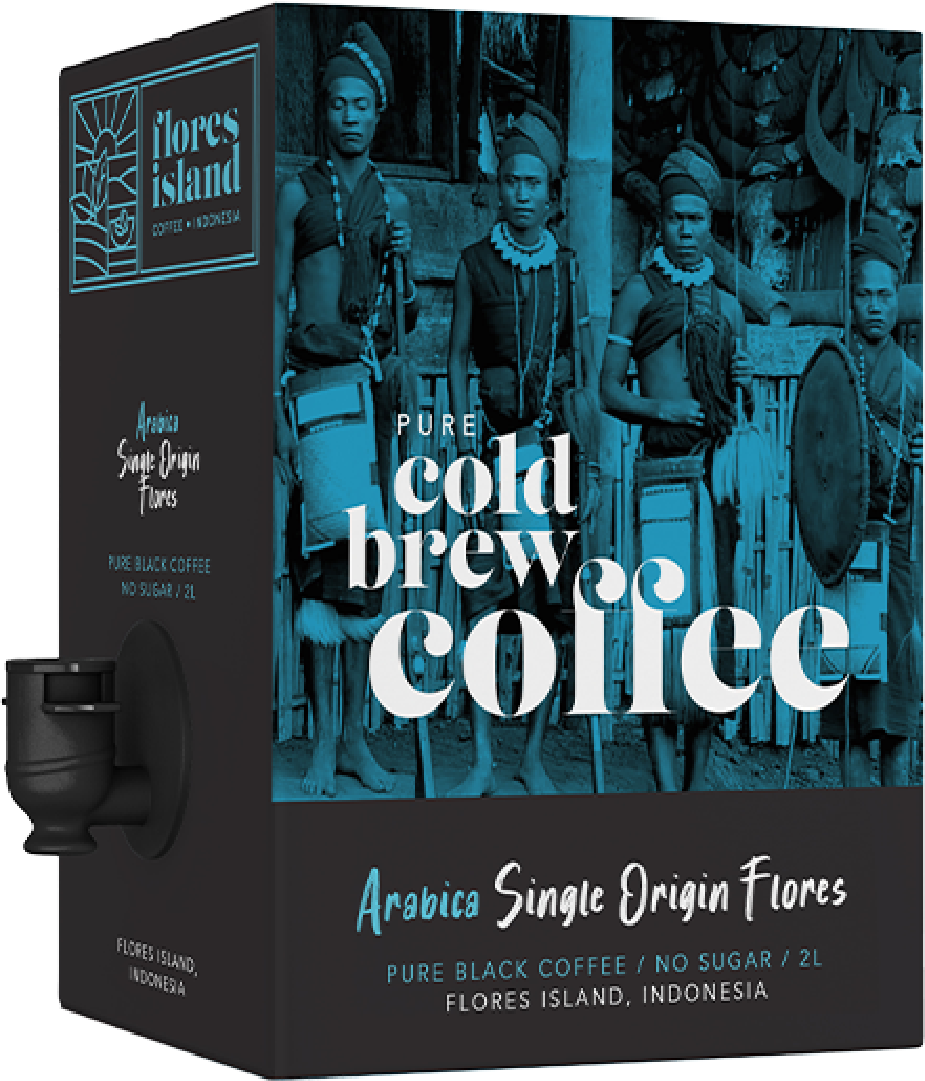 flores
island
COFFEE • INDONESIA
Arabica
Single Origin
Flores
PURE BLACK COFFEE
NO SUGAR / 2L
FLORES ISLAND,
INDONESIA
PURE
cold
brew
coffee
Arabica Single Origin Flores
PURE BLACK COFFEE / NO SUGAR / 2L
FLORES ISLAND, INDONESIA